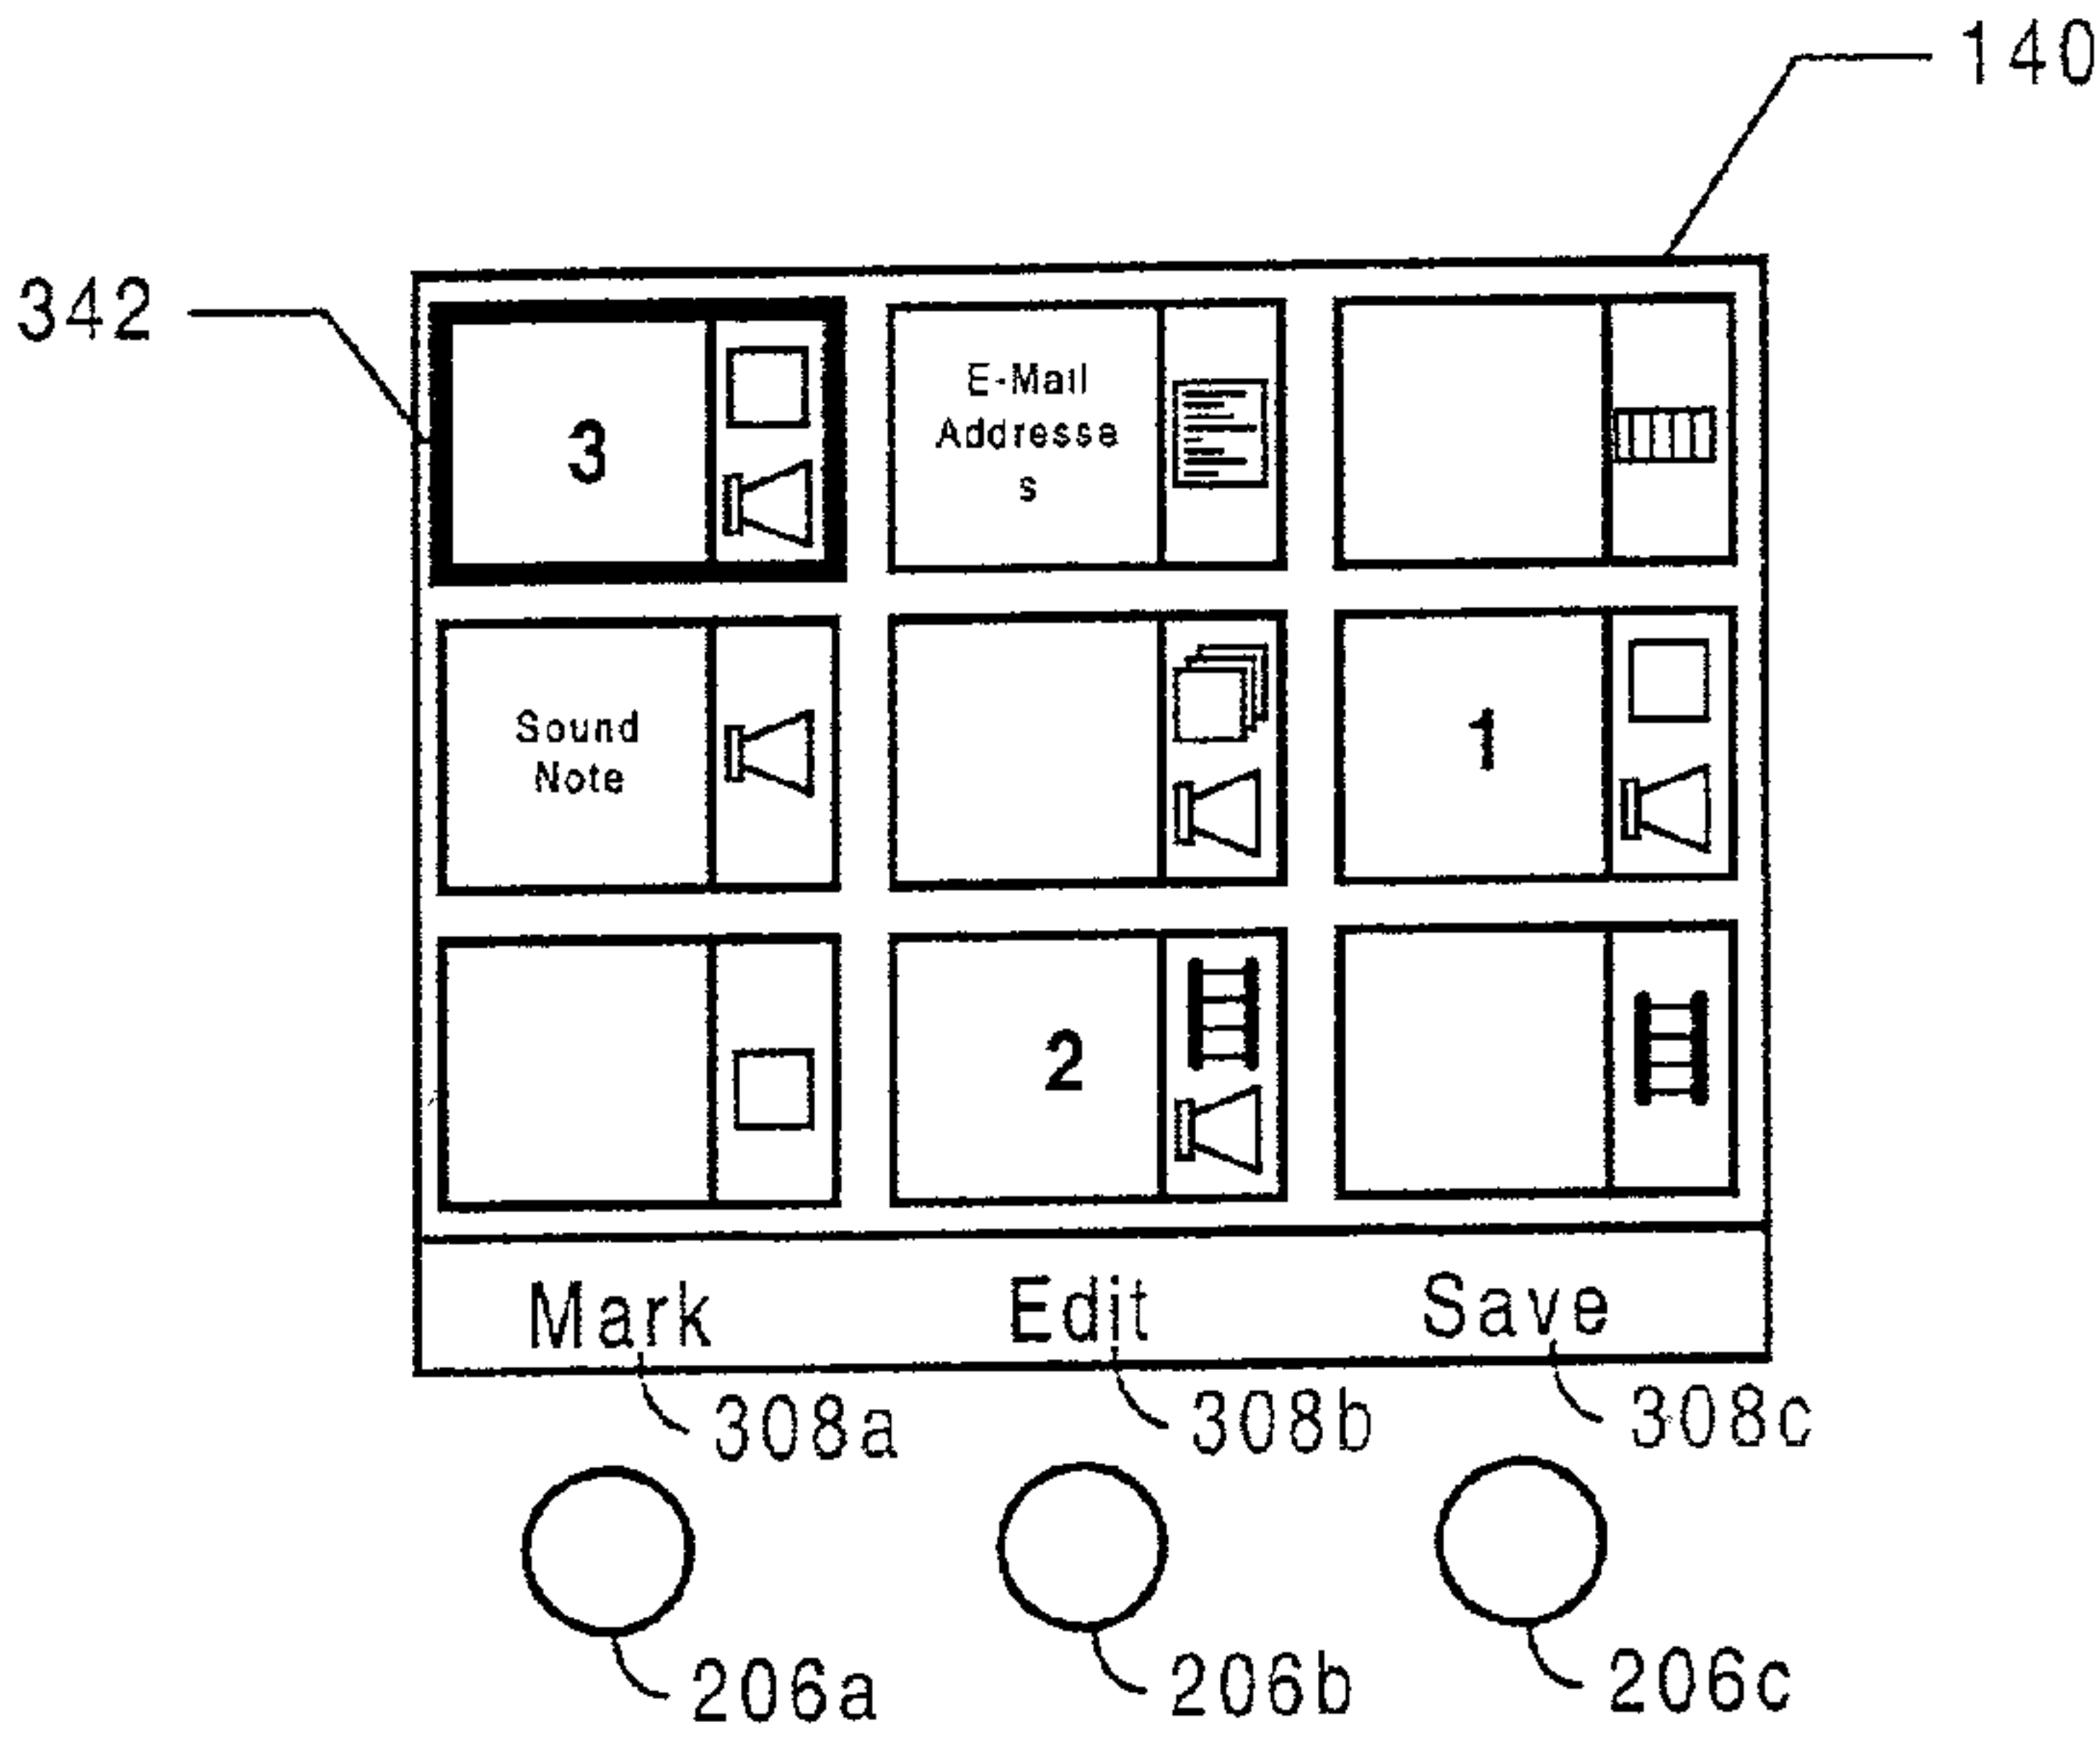 140
342
3
E-Mail
Addresse
s
Sound
Note
1
2
Mark
Edit
Save
308a
308b
308c
206a
206b
206c